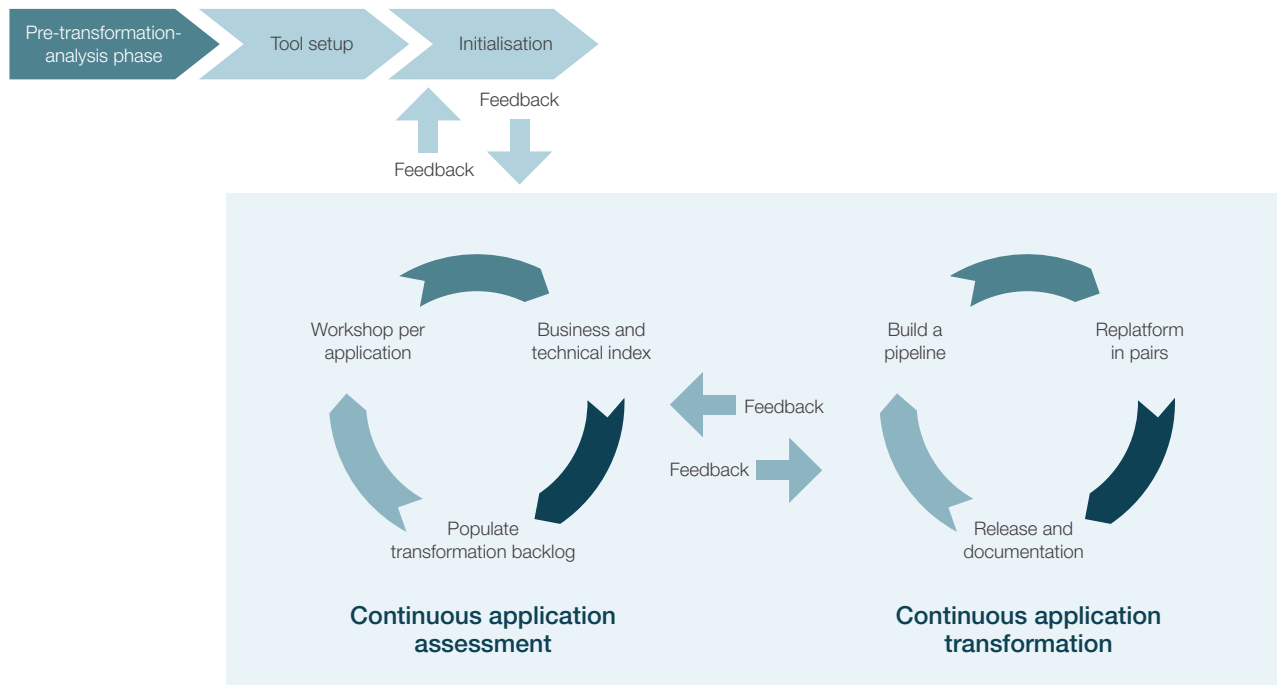 Pre-transformation-
analysis phase
Tool setup
Initialisation
Feedback
Feedback
Workshop per
application
Business and
technical index
Populate
transformation backlog
Continuous application
assessment
Feedback
Feedback
Build a
pipeline
Replatform
in pairs
Release and
documentation
Continuous application
transformation